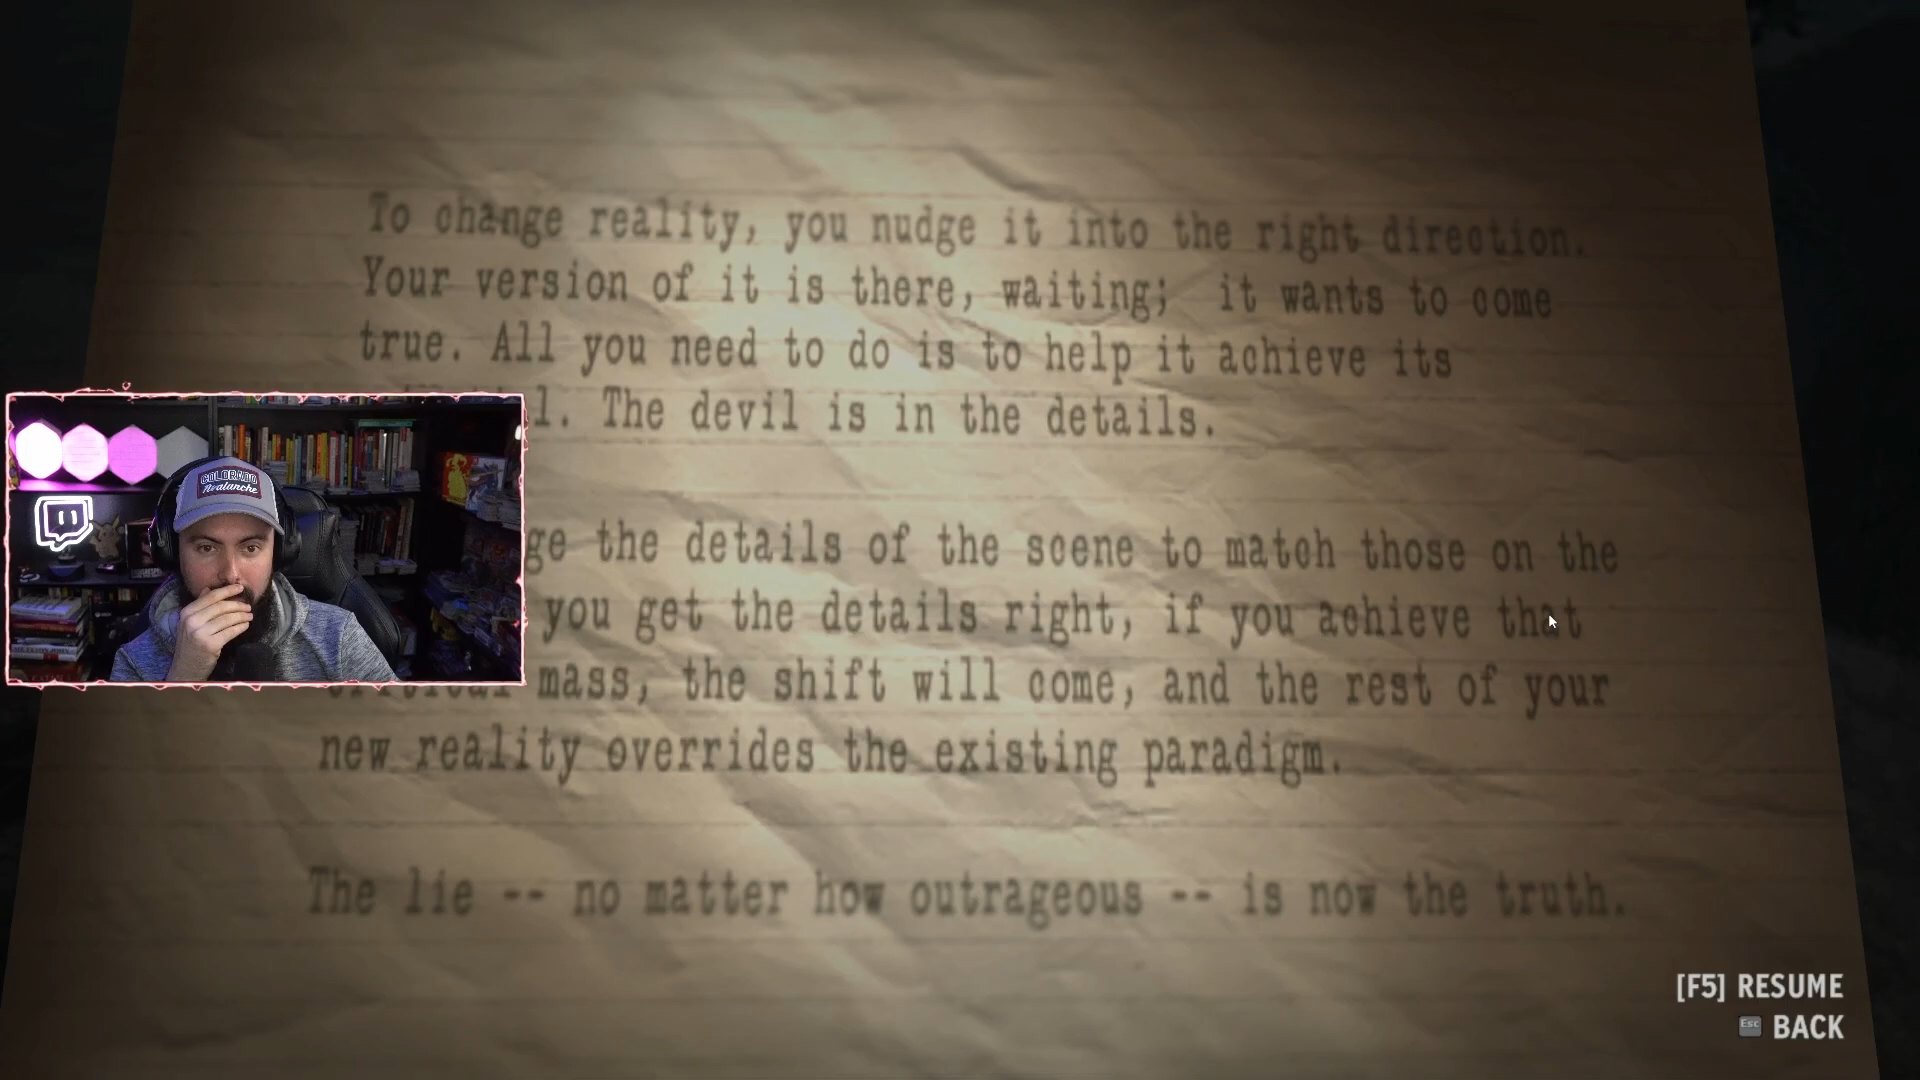 To change reality, you nudge it into the right direction.
Your version of it is there, waiting; it wants to come
true. All you need to do is to help it achieve its
l. The devil is in the details.
COLORADO
Avalanche
ge the details of the scene to match those on the
you get the details right, if you achieve that
critical mass, the shift will come, and the rest of your
new reality overrides the existing paradigm.
The lie -- no matter how outrageous -- is now the truth.
[F5] RESUME
Esc BACK